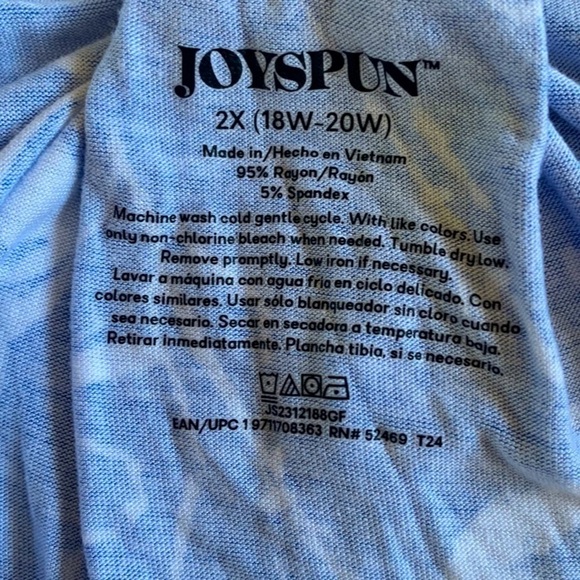 JOYSPUN™
2X (18W-20W)
Made in/Hecho en Vietnam
95% Rayon/Rayón
5% Spandex
Machine wash cold gentle cycle. With like colors. Use
only non-chlorine bleach when needed. Tumble dry low.
Remove promptly. Low iron if necessary.
Lavar a máquina con agua fria en ciclo delicado. Con
colores similares. Usar sólo blanqueador sin cloro cuando
sea necesario. Secar en secadora a temperatura baja.
Retirar inmediatamente. Plancha tibia, si se necesario.
JS2312188GF
EAN/UPC 1 9711708363 RN# 52469 T24